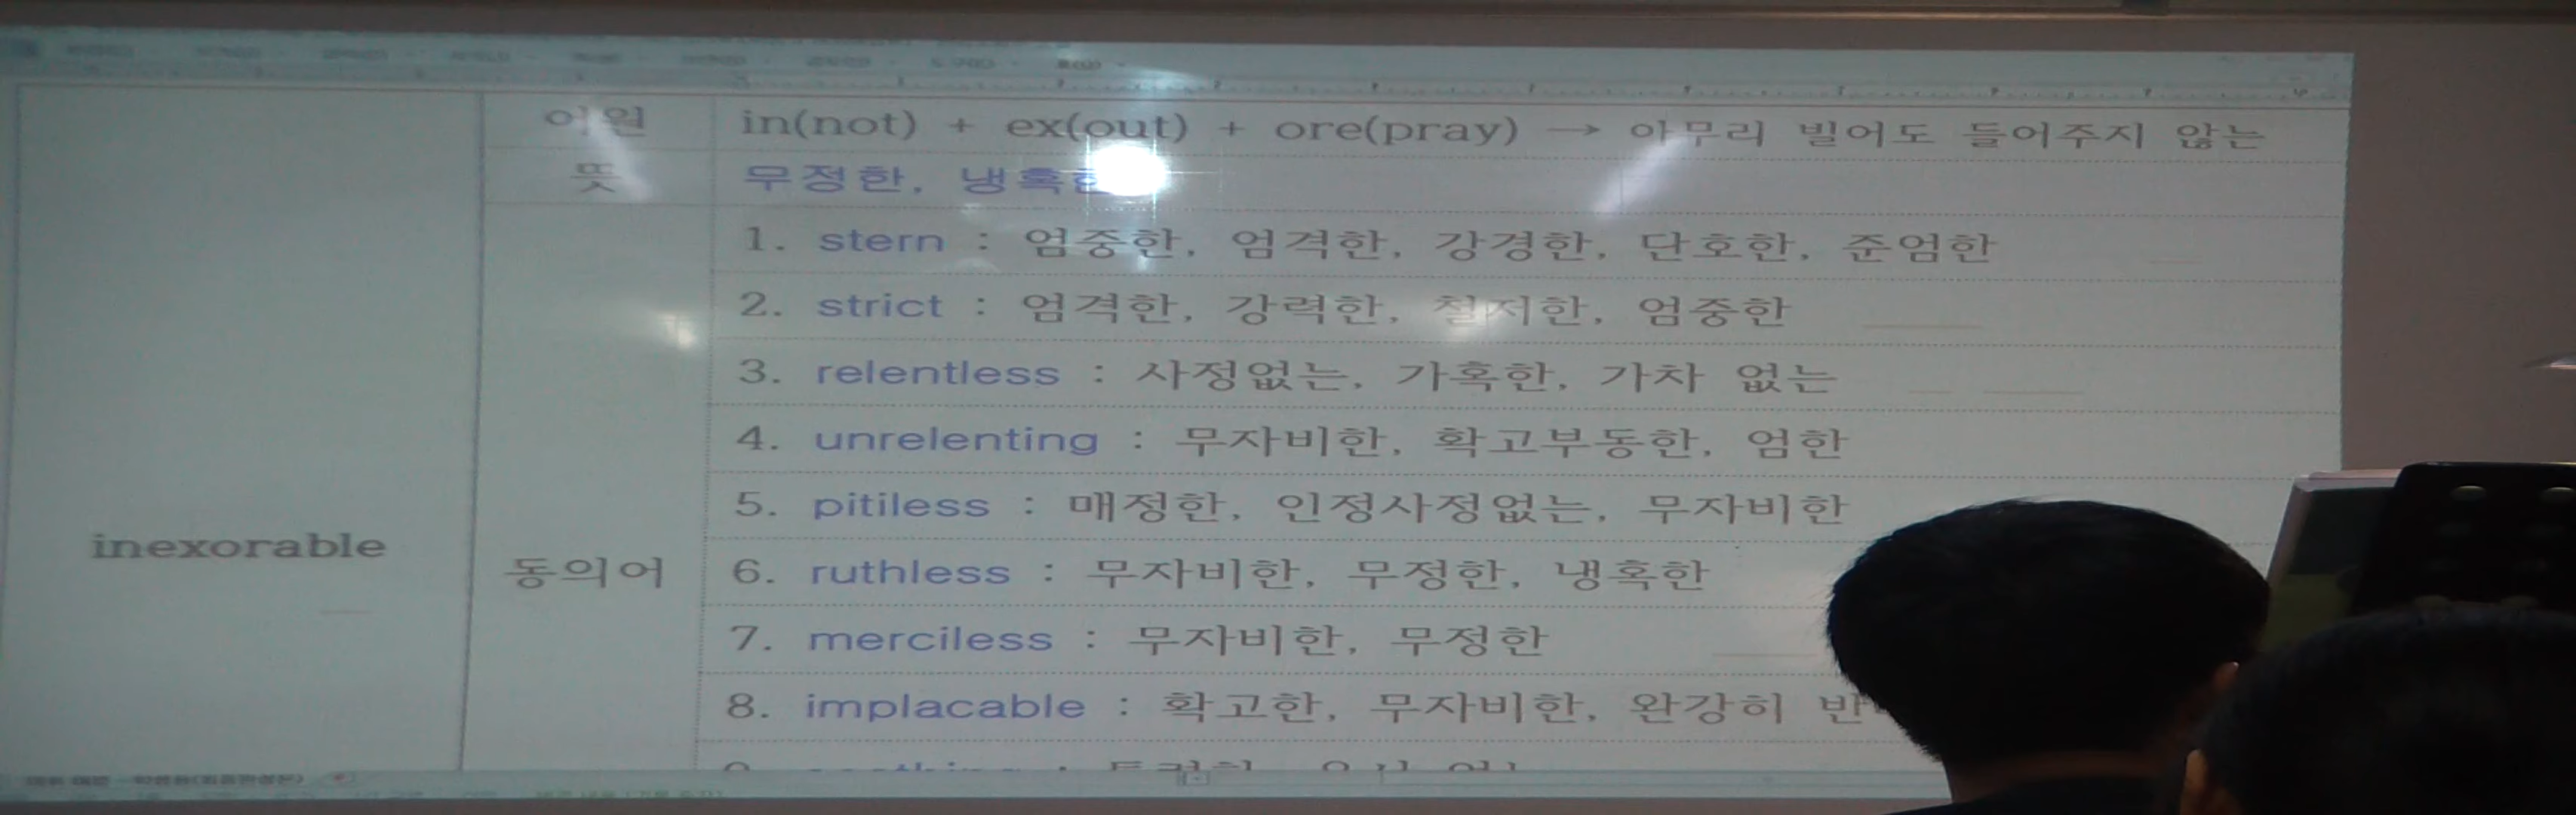 어원 in(not) + ex(out) + ore(pray) → 아무리 빌어도 들어주지 않는
뜻 무정한, 냉혹한
1. stern : 엄중한, 엄격한, 강경한, 단호한, 준엄한
2. strict : 엄격한, 강력한, 철저한, 엄중한
3. relentless : 사정없는, 가혹한, 가차 없는
4. unrelenting : 무자비한, 확고부동한, 엄한
5. pitiless : 매정한, 인정사정없는, 무자비한
inexorable
동의어
6. ruthless : 무자비한, 무정한, 냉혹한
7. merciless : 무자비한, 무정한
8. implacable : 확고한, 무자비한, 완강히 반